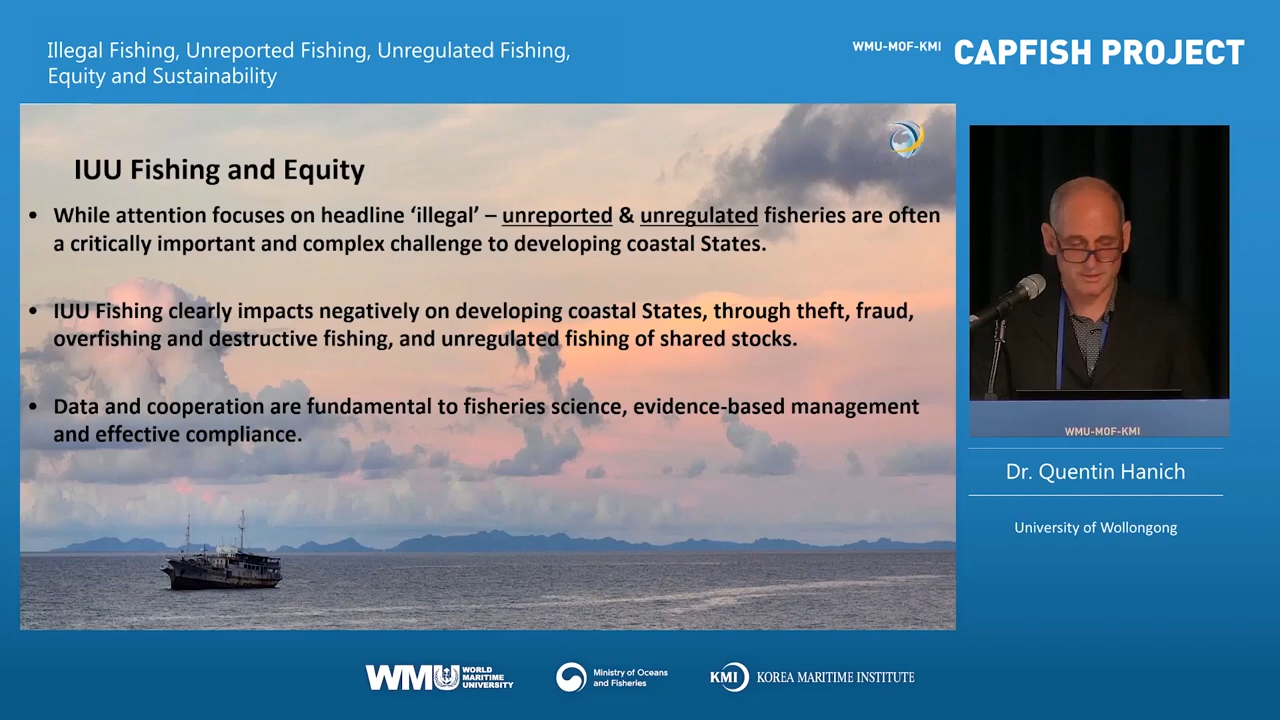 Illegal Fishing, Unreported Fishing, Unregulated Fishing,
Equity and Sustainability
WMU-MOF-KMI CAPFISH PROJECT
IUU Fishing and Equity
• While attention focuses on headline ‘illegal’ – unreported & unregulated fisheries are often
a critically important and complex challenge to developing coastal States.
• IUU Fishing clearly impacts negatively on developing coastal States, through theft, fraud,
overfishing and destructive fishing, and unregulated fishing of shared stocks.
• Data and cooperation are fundamental to fisheries science, evidence-based management
and effective compliance.
WMU-MOF-KMI
Dr. Quentin Hanich
University of Wollongong
WMU WORLD
MARITIME
UNIVERSITY
Ministry of Oceans
and Fisheries
KMI KOREA MARITIME INSTITUTE